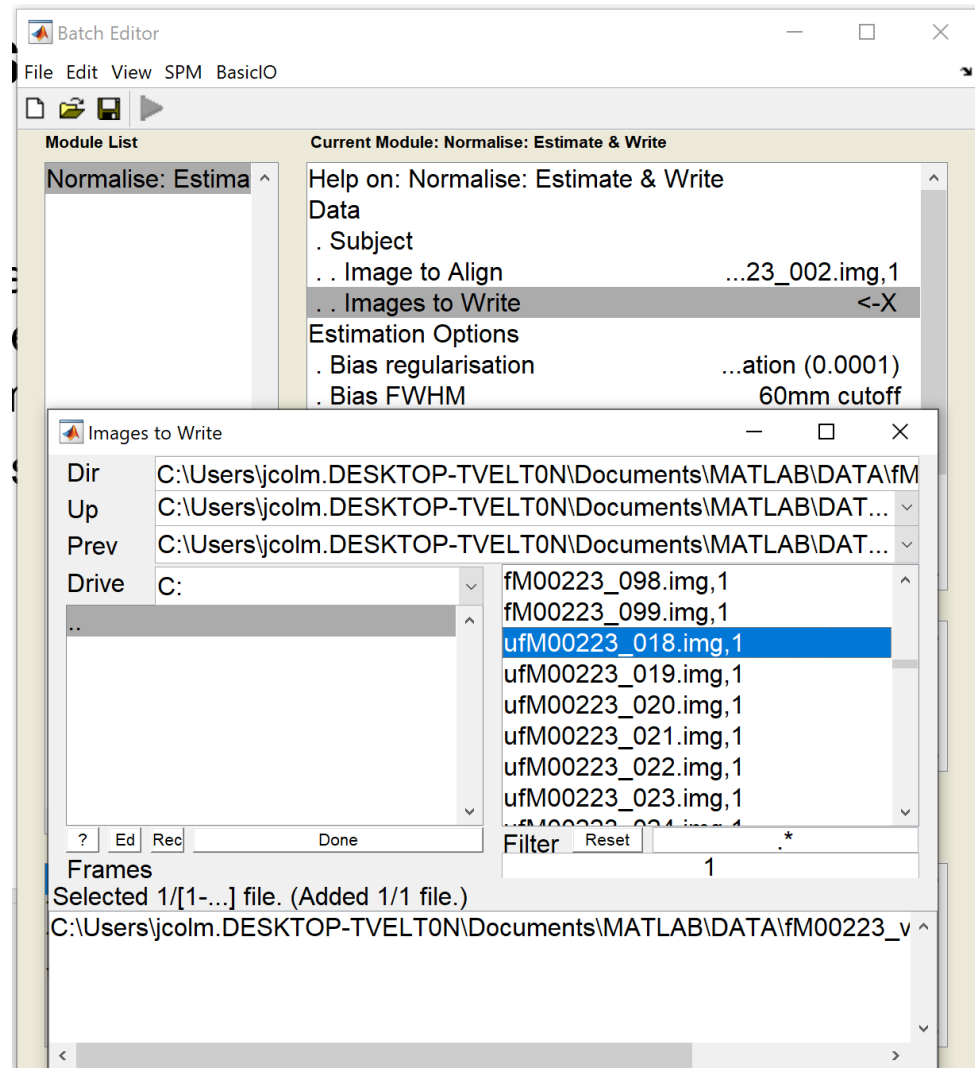 Batch Editor
File Edit View SPM BasicIO
Module List
Current Module: Normalise: Estimate & Write
Normalise: Estima
Help on: Normalise: Estimate & Write
Data
. Subject
. . Image to Align ...23_002.img,1
. . Images to Write <-X
Estimation Options
. Bias regularisation ...ation (0.0001)
. Bias FWHM 60mm cutoff
Images to Write
Dir C:\Users\jcolm.DESKTOP-TVELT0N\Documents\MATLAB\DATA\fM
Up C:\Users\jcolm.DESKTOP-TVELT0N\Documents\MATLAB\DAT...
Prev C:\Users\jcolm.DESKTOP-TVELT0N\Documents\MATLAB\DAT...
Drive C:
..
fM00223_098.img,1
fM00223_099.img,1
ufM00223_018.img,1
ufM00223_019.img,1
ufM00223_020.img,1
ufM00223_021.img,1
ufM00223_022.img,1
ufM00223_023.img,1
? Ed Rec Done
Filter Reset .*
Frames 1
Selected 1/[1-...] file. (Added 1/1 file.)
C:\Users\jcolm.DESKTOP-TVELT0N\Documents\MATLAB\DATA\fM00223_v